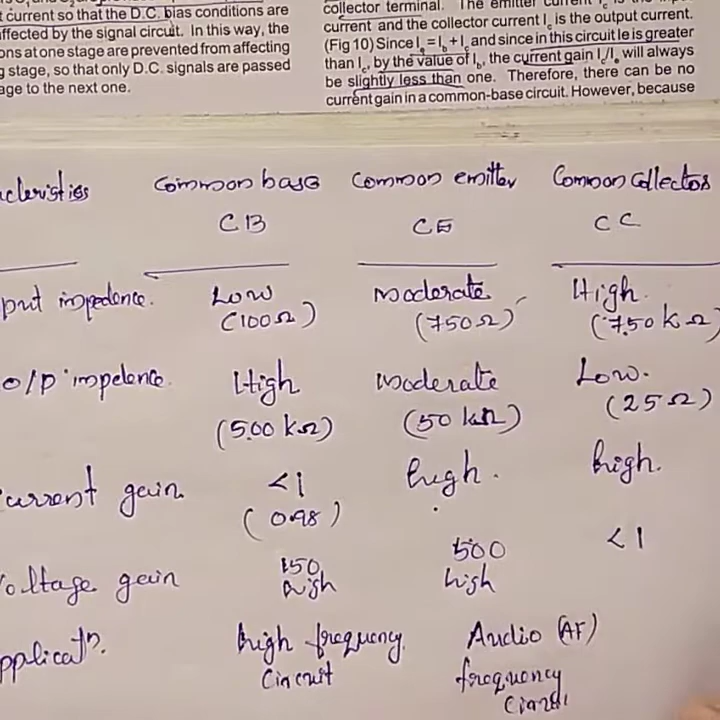 t current so that the D.C. bias conditions are
ffected by the signal circuit. In this way, the
ons at one stage are prevented from affecting
g stage, so that only D.C. signals are passed
age to the next one.
collector terminal. The emitter current I
current and the collector current Ic is the output current.
(Fig 10) Since Ie = Ib + Ic and since in this circuit Ie is greater
than Ic, by the value of Ib, the current gain Ic/Ie will always
be slightly less than one. Therefore, there can be no
current gain in a common-base circuit. However, because
acteristics Common base Common emitter Common Collector
CB CE CC
put impedence. Low Moderate High.
(100Ω) (750Ω) (750 kΩ)
O/P impelence. High Moderate Low.
(500 kΩ) (50 kΩ) (25Ω)
urrent gain. <1 high. high.
(0.98)
oltage gain 150 500 <1
high high
pplicatn. high frequency Audio (AF)
Circuit frequency